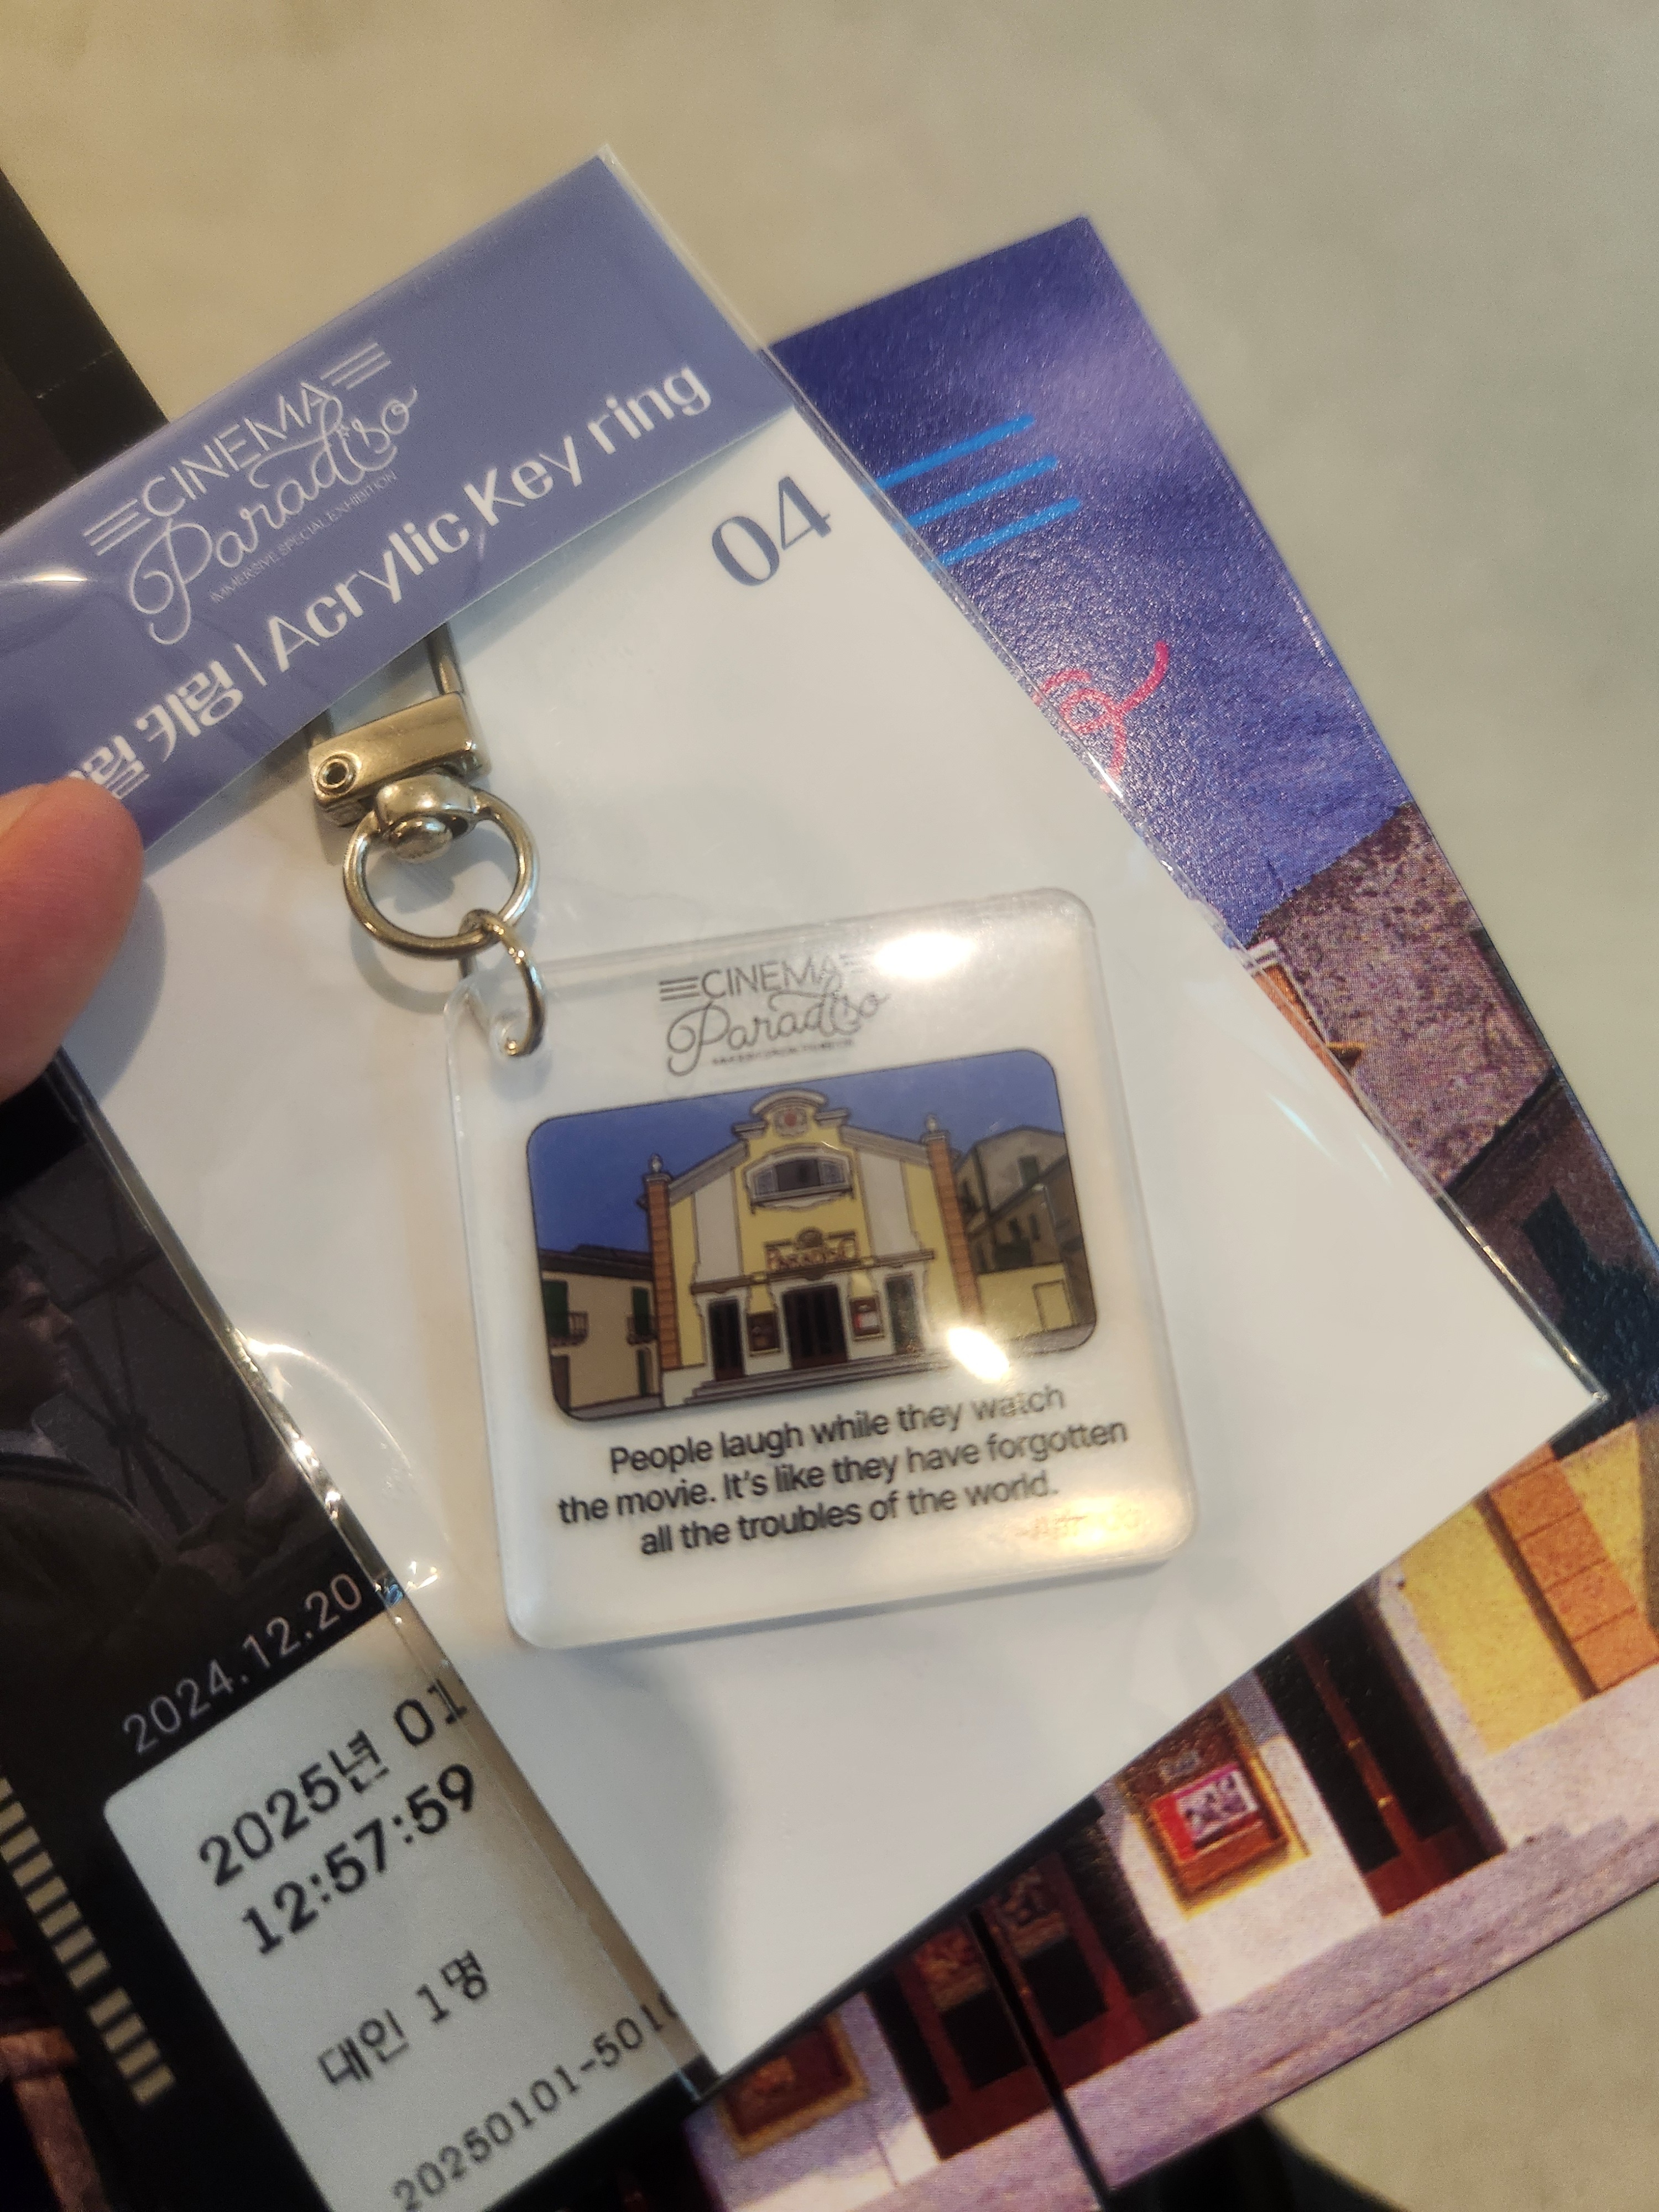 CINEMA
Paradiso
IMMERSIVE SPECIAL EXHIBITION
키링 | Acrylic Key ring
04
CINEMA
Paradiso
People laugh while they watch
the movie. It's like they have forgotten
all the troubles of the world.
2024.12.20
2025년 01
12:57:59
대인 1명
20250101-501